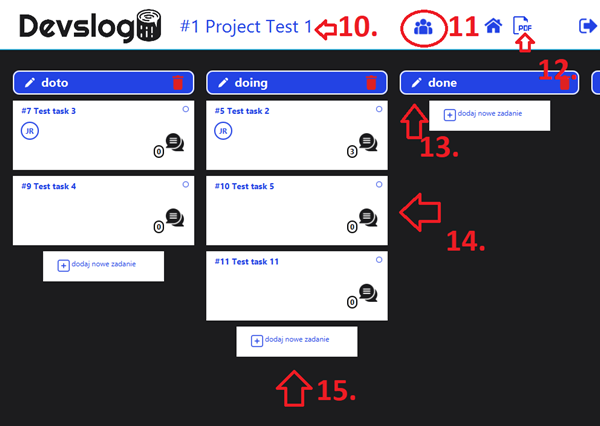 Devslog
#1 Project Test 1
10.
11
PDF
12.
doto
doing
done
#7 Test task 3
JR
0
#5 Test task 2
JR
3
dodaj nowe zadanie
13.
#9 Test task 4
0
#10 Test task 5
0
14.
dodaj nowe zadanie
#11 Test task 11
0
dodaj nowe zadanie
15.